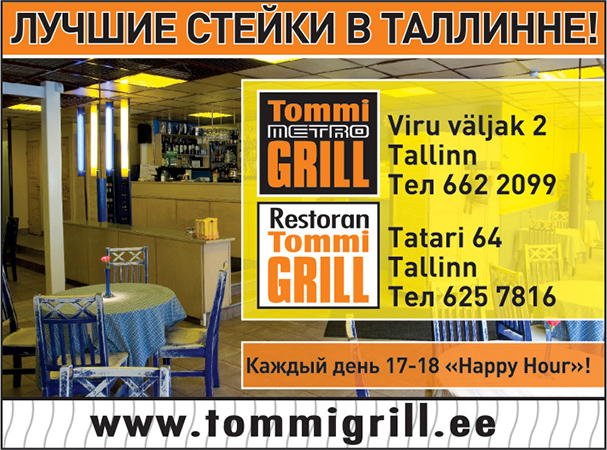 ЛУЧШИЕ СТЕЙКИ В ТАЛЛИННЕ!
Tommi
METRO
GRILL
Viru väljak 2
Tallinn
Тел 662 2099
Restoran
Tommi
GRILL
Tatari 64
Tallinn
Тел 625 7816
Каждый день 17-18 «Happy Hour»!
www.tommigrill.ee